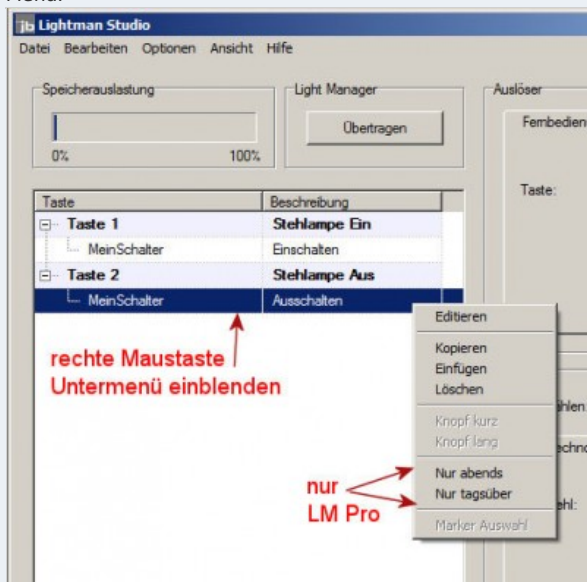 Menü.
jb Lightman Studio
Datei Bearbeiten Optionen Ansicht Hilfe
Speicherauslastung
0% 100%
Light Manager
Übertragen
Auslöser
Taste:
Taste Beschreibung
Taste 1 Stehlampe Ein
MeinSchalter Einschalten
Taste 2 Stehlampe Aus
MeinSchalter Ausschalten
rechte Maustaste
Untermenü einblenden
Editieren
Kopieren
Einfügen
Löschen
Knopf kurz
Knopf lang
Nur abends
Nur tagsüber
Marker Auswahl
nur
LM Pro